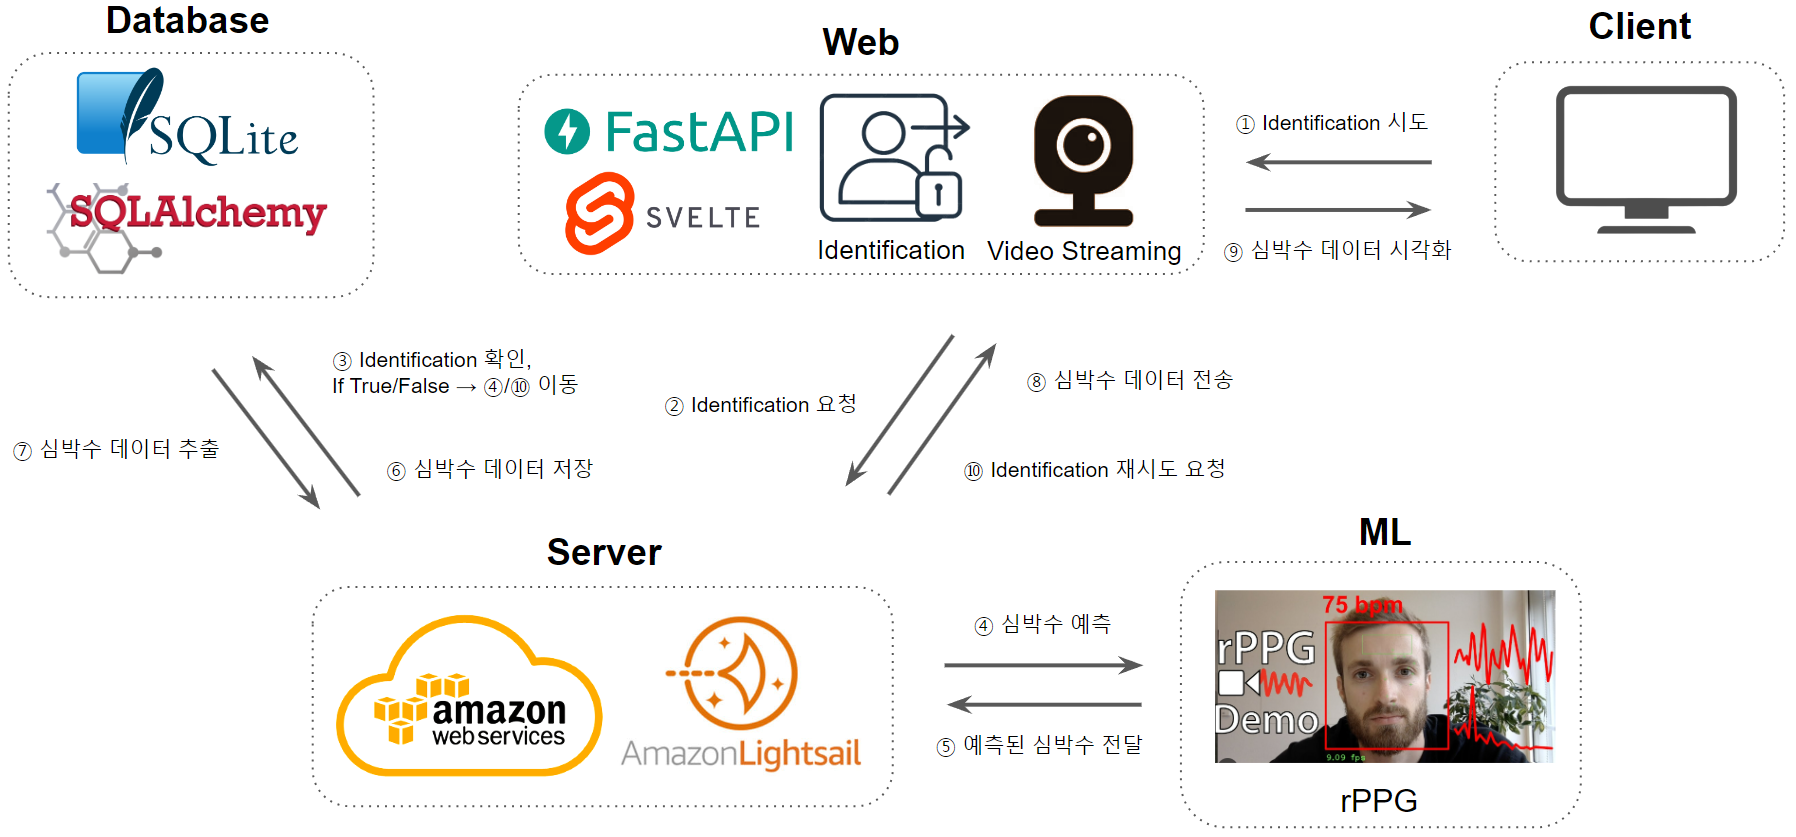 Database
Web
Client
SQLite
SQLAlchemy
FastAPI
SVELTE
Identification
Video Streaming
① Identification 시도
⑨ 심박수 데이터 시각화
③ Identification 확인,
If True/False → ④/⑩ 이동
⑦ 심박수 데이터 추출
⑥ 심박수 데이터 저장
② Identification 요청
⑧ 심박수 데이터 전송
⑩ Identification 재시도 요청
Server
ML
amazon
web services
Amazon Lightsail
④ 심박수 예측
⑤ 예측된 심박수 전달
75 bpm
rPPG
Demo
9.09 fps
rPPG